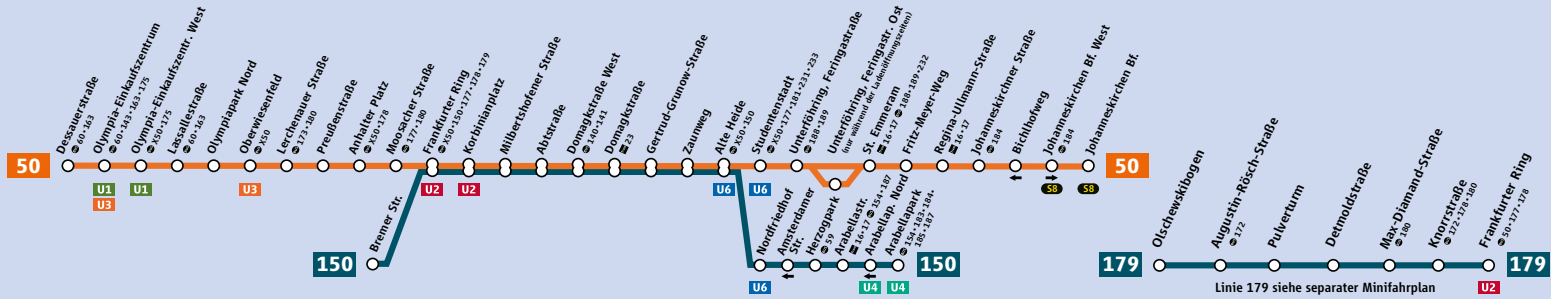 50
Dessauerstraße
60•163
Olympia-Einkaufszentrum
60•143•163•175
U1
U3
Olympia-Einkaufszentr. West
X50•175
U1
Lassallestraße
60•163
Olympiapark Nord
Oberwiesenfeld
X50
U3
Lerchenauer Straße
173•180
Preußenstraße
Anhalter Platz
X50•178
Moosacher Straße
177•180
Frankfurter Ring
X50•150•177•178•179
U2
Korbinianplatz
U2
Milbertshofener Straße
Abtstraße
Domagkstraße West
140•141
Domagkstraße
23
Gertrud-Grunow-Straße
Zaunweg
Alte Heide
X50•150
U6
Studentenstadt
X50•177•181•231•233
U6
Unterföhring, Feringastraße
188•189
Unterföhring, Feringastr. Ost
(nur während der Ladenöffnungszeiten)
St. Emmeram
16•17 188•189•232
Fritz-Meyer-Weg
Regina-Ullmann-Straße
16•17
Johanneskirchner Straße
184
Bichlhofweg
Johanneskirchen Bf. West
184
S8
Johanneskirchen Bf.
S8
50
150
Bremer Str.
Nordfriedhof
U6
Amsterdamer
Str.
Herzogpark
59
Arabellastr.
16•17 154•187
Arabellap. Nord
U4
Arabellapark
154•183•184•
185•187
U4
150
179
Olschewskibogen
Augustin-Rösch-Straße
172
Pulverturm
Detmoldstraße
Max-Diamand-Straße
180
Knorrstraße
172•178•180
Frankfurter Ring
50•177•178
U2
179
Linie 179 siehe separater Minifahrplan